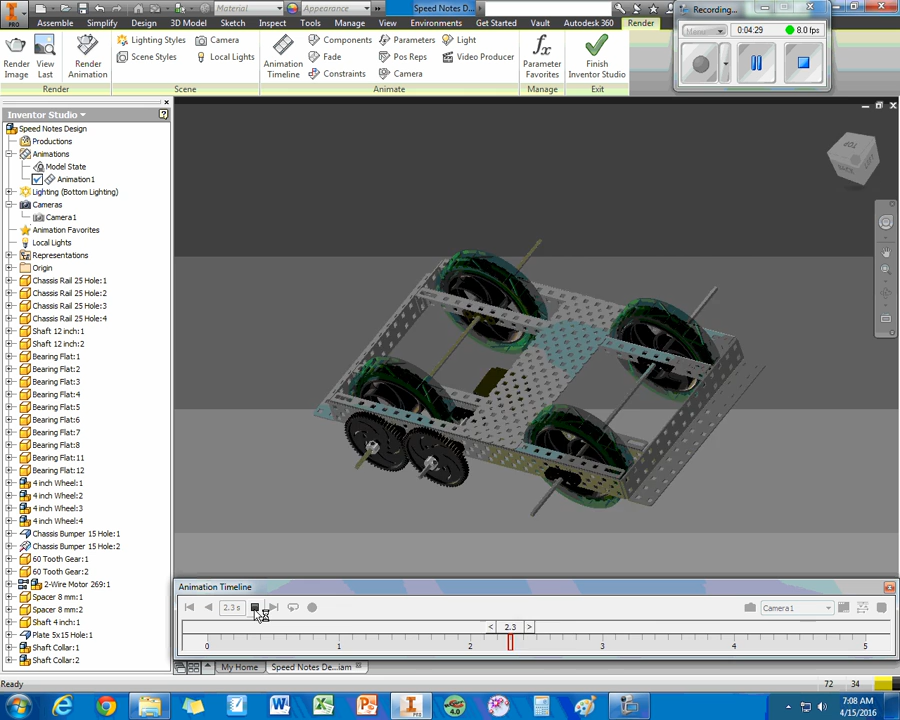 Material
Appearance
Speed Notes D...
Recording...
Assemble Simplify Design 3D Model Sketch Inspect Tools Manage View Environments Get Started Vault Autodesk 360 Render
0:04:29 8.0 fps
Render Image
View Last
Render Animation
Lighting Styles
Camera
Scene Styles
Local Lights
Animation Timeline
Components
Parameters
Light
Fade
Pos Reps
Video Producer
Constraints
Camera
Parameter Favorites
Finish Inventor Studio
Render Scene Animate Manage Exit
Inventor Studio
Speed Notes Design
Productions
Animations
Model State
Animation1
Lighting (Bottom Lighting)
Cameras
Camera1
Animation Favorites
Local Lights
Representations
Origin
Chassis Rail 25 Hole:1
Chassis Rail 25 Hole:2
Chassis Rail 25 Hole:3
Chassis Rail 25 Hole:4
Shaft 12 inch:1
Shaft 12 inch:2
Bearing Flat:1
Bearing Flat:2
Bearing Flat:3
Bearing Flat:4
Bearing Flat:5
Bearing Flat:6
Bearing Flat:7
Bearing Flat:8
Bearing Flat:11
Bearing Flat:12
4 inch Wheel:1
4 inch Wheel:2
4 inch Wheel:3
4 inch Wheel:4
Chassis Bumper 15 Hole:1
Chassis Bumper 15 Hole:2
60 Tooth Gear:1
60 Tooth Gear:2
2-Wire Motor 269:1
Spacer 8 mm:1
Spacer 8 mm:2
Shaft 4 inch:1
Plate 5x15 Hole:1
Shaft Collar:1
Shaft Collar:2
Animation Timeline
2.3 s
Camera1
< 2.3 >
0 1 2 3 4 5
My Home Speed Notes De...iam
Ready
72 34
7:08 AM
4/15/2016